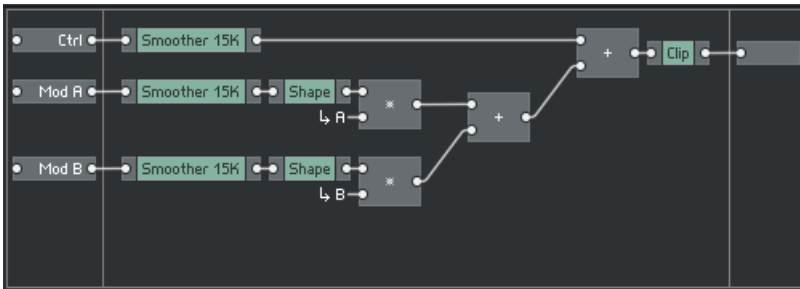 Ctrl Smoother 15K + Clip
Mod A Smoother 15K Shape *
↳ A +
Mod B Smoother 15K Shape *
↳ B